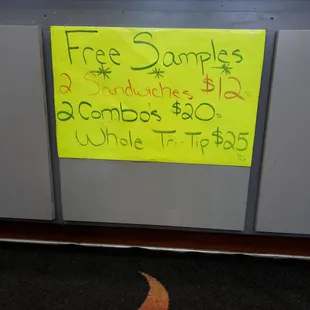 Free Samples
2 Sandwiches $12
2 Combo's $20
Whole Tri-Tip $25